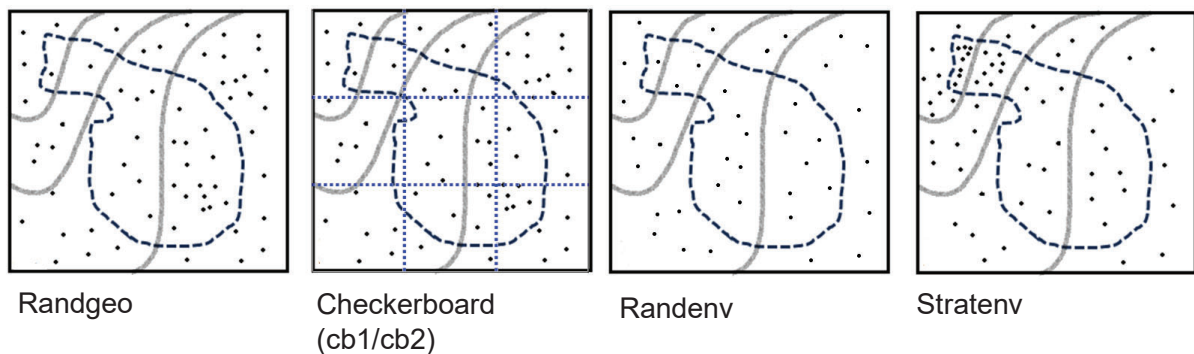 Randgeo
Checkerboard
(cb1/cb2)
Randenv
Stratenv